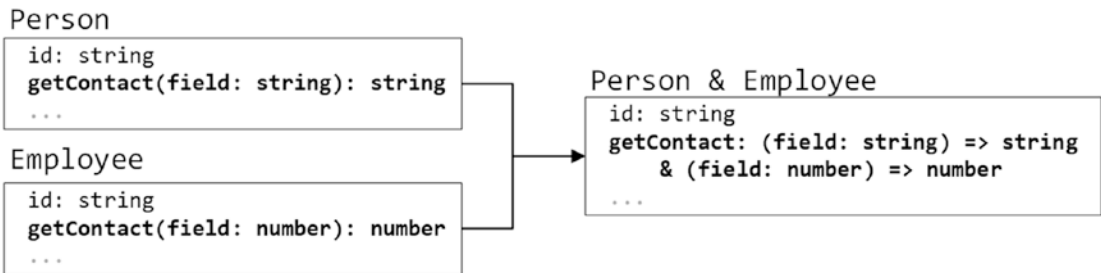 Person
id: string
getContact(field: string): string
...
Employee
id: string
getContact(field: number): number
...
Person & Employee
id: string
getContact: (field: string) => string
& (field: number) => number
...